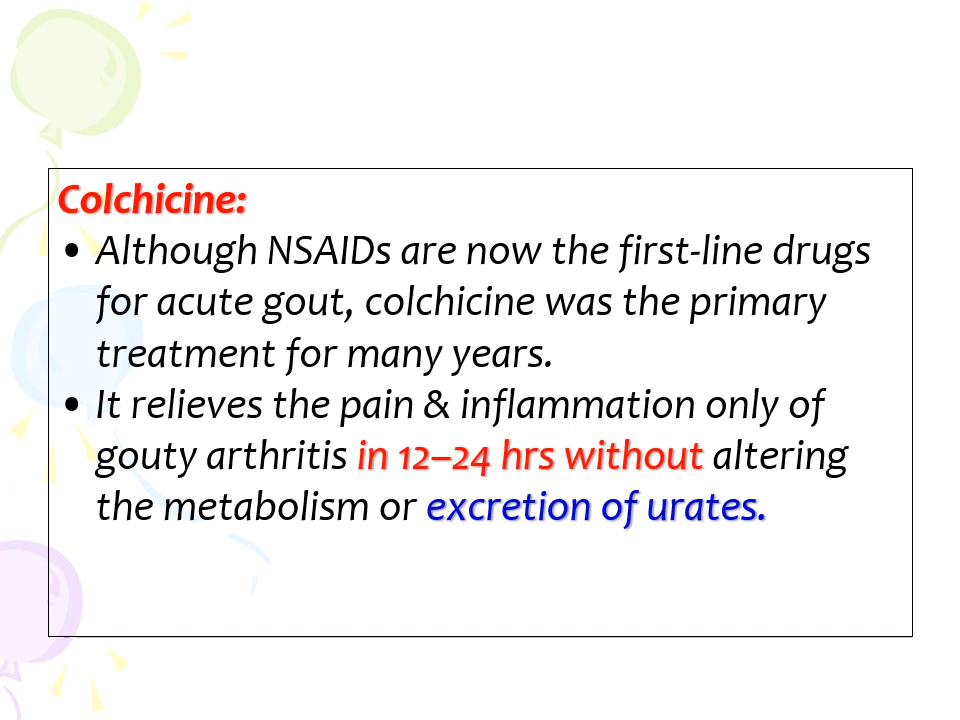 Colchicine:
• Although NSAIDs are now the first-line drugs
for acute gout, colchicine was the primary
treatment for many years.
• It relieves the pain & inflammation only of
gouty arthritis in 12–24 hrs without altering
the metabolism or excretion of urates.